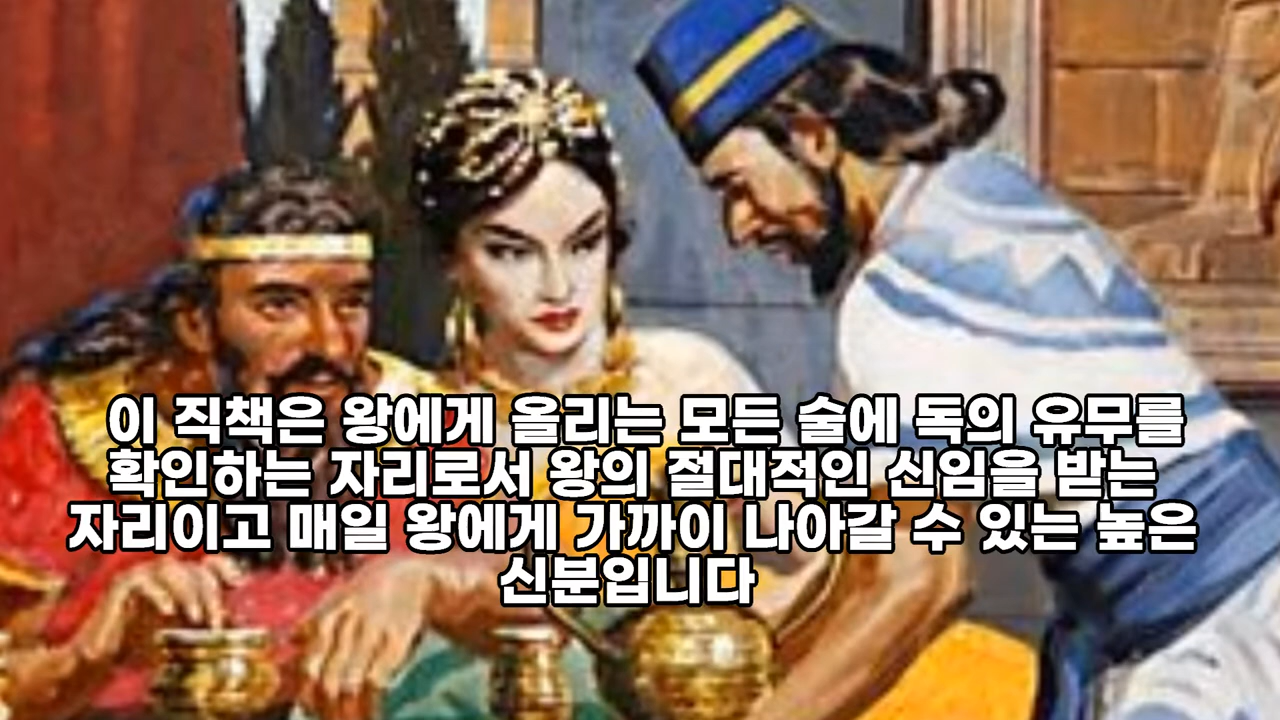 이 직책은 왕에게 올리는 모든 술에 독의 유무를
확인하는 자리로서 왕의 절대적인 신임을 받는
자리이고 매일 왕에게 가까이 나아갈 수 있는 높은
신분입니다